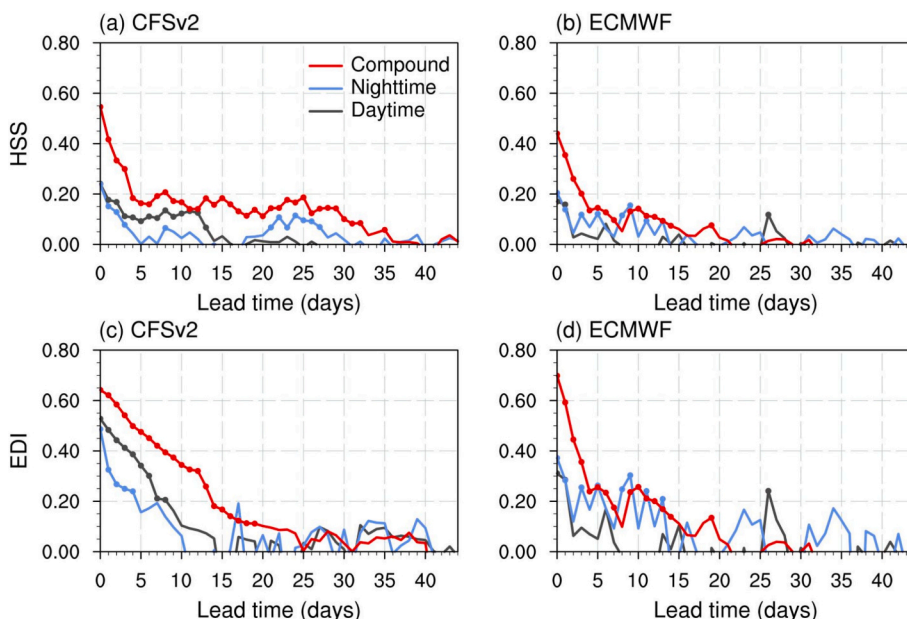 (a) CFSv2
(b) ECMWF
0.80
0.60
0.40
0.20
0.00
HSS
Compound
Nighttime
Daytime
0 5 10 15 20 25 30 35 40
Lead time (days)
0.80
0.60
0.40
0.20
0.00
0 5 10 15 20 25 30 35 40
Lead time (days)
(c) CFSv2
(d) ECMWF
0.80
0.60
0.40
0.20
0.00
EDI
0 5 10 15 20 25 30 35 40
Lead time (days)
0.80
0.60
0.40
0.20
0.00
0 5 10 15 20 25 30 35 40
Lead time (days)